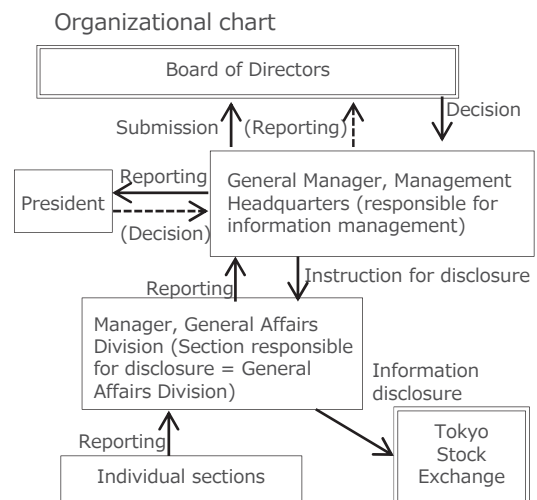 Organizational chart
Board of Directors
Submission
(Reporting)
Decision
Reporting
President
(Decision)
General Manager, Management
Headquarters (responsible for
information management)
Reporting
Instruction for disclosure
Manager, General Affairs
Division (Section responsible
for disclosure = General
Affairs Division)
Information
disclosure
Reporting
Individual sections
Tokyo
Stock
Exchange